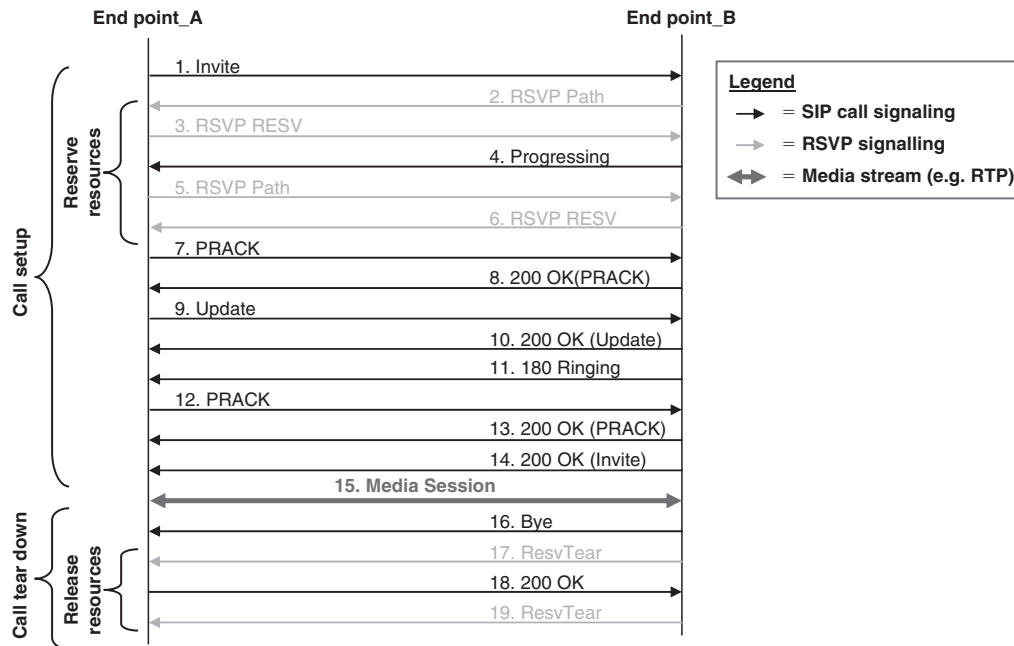 End point_A
End point_B
1. Invite
2. RSVP Path
3. RSVP RESV
4. Progressing
5. RSVP Path
6. RSVP RESV
7. PRACK
8. 200 OK(PRACK)
9. Update
10. 200 OK (Update)
11. 180 Ringing
12. PRACK
13. 200 OK (PRACK)
14. 200 OK (Invite)
15. Media Session
16. Bye
17. ResvTear
18. 200 OK
19. ResvTear
Call setup
Reserve
resources
Call tear down
Release
resources
Legend
= SIP call signaling
= RSVP signalling
= Media stream (e.g. RTP)